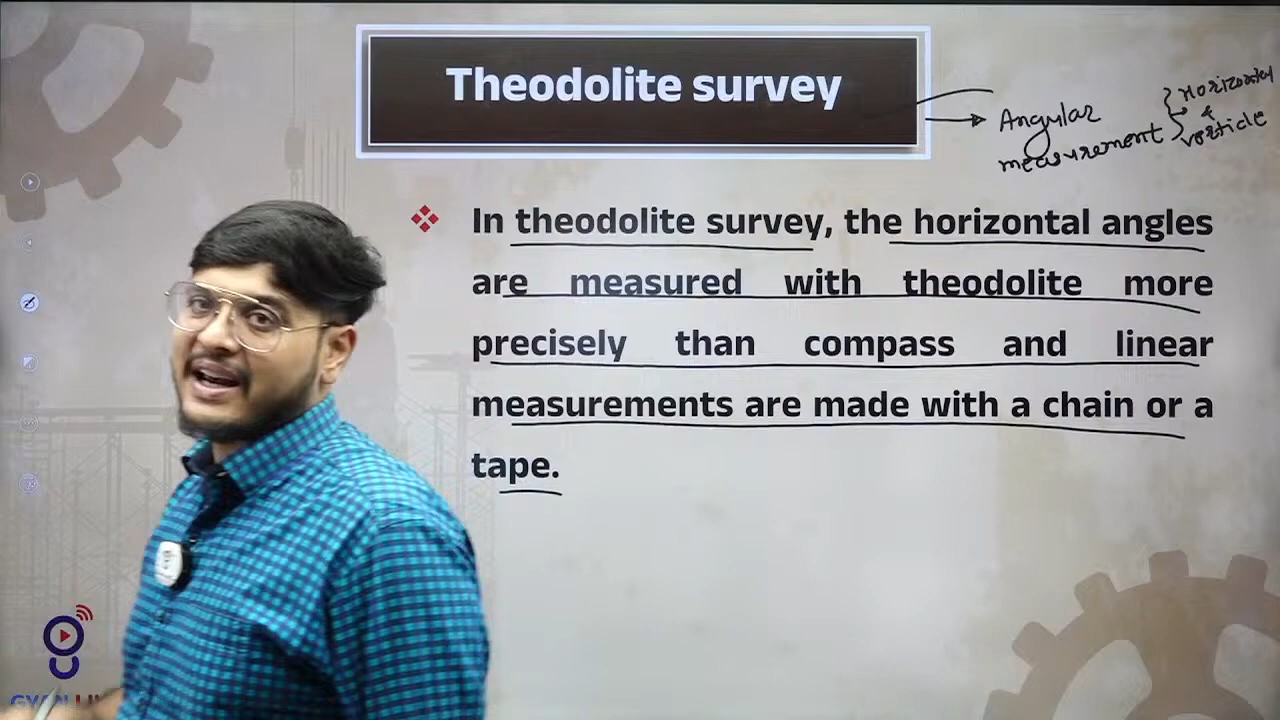 Theodolite survey
Angular
measurement
Horizontal
&
verticle
In theodolite survey, the horizontal angles
are measured with theodolite more
precisely than compass and linear
measurements are made with a chain or a
tape.